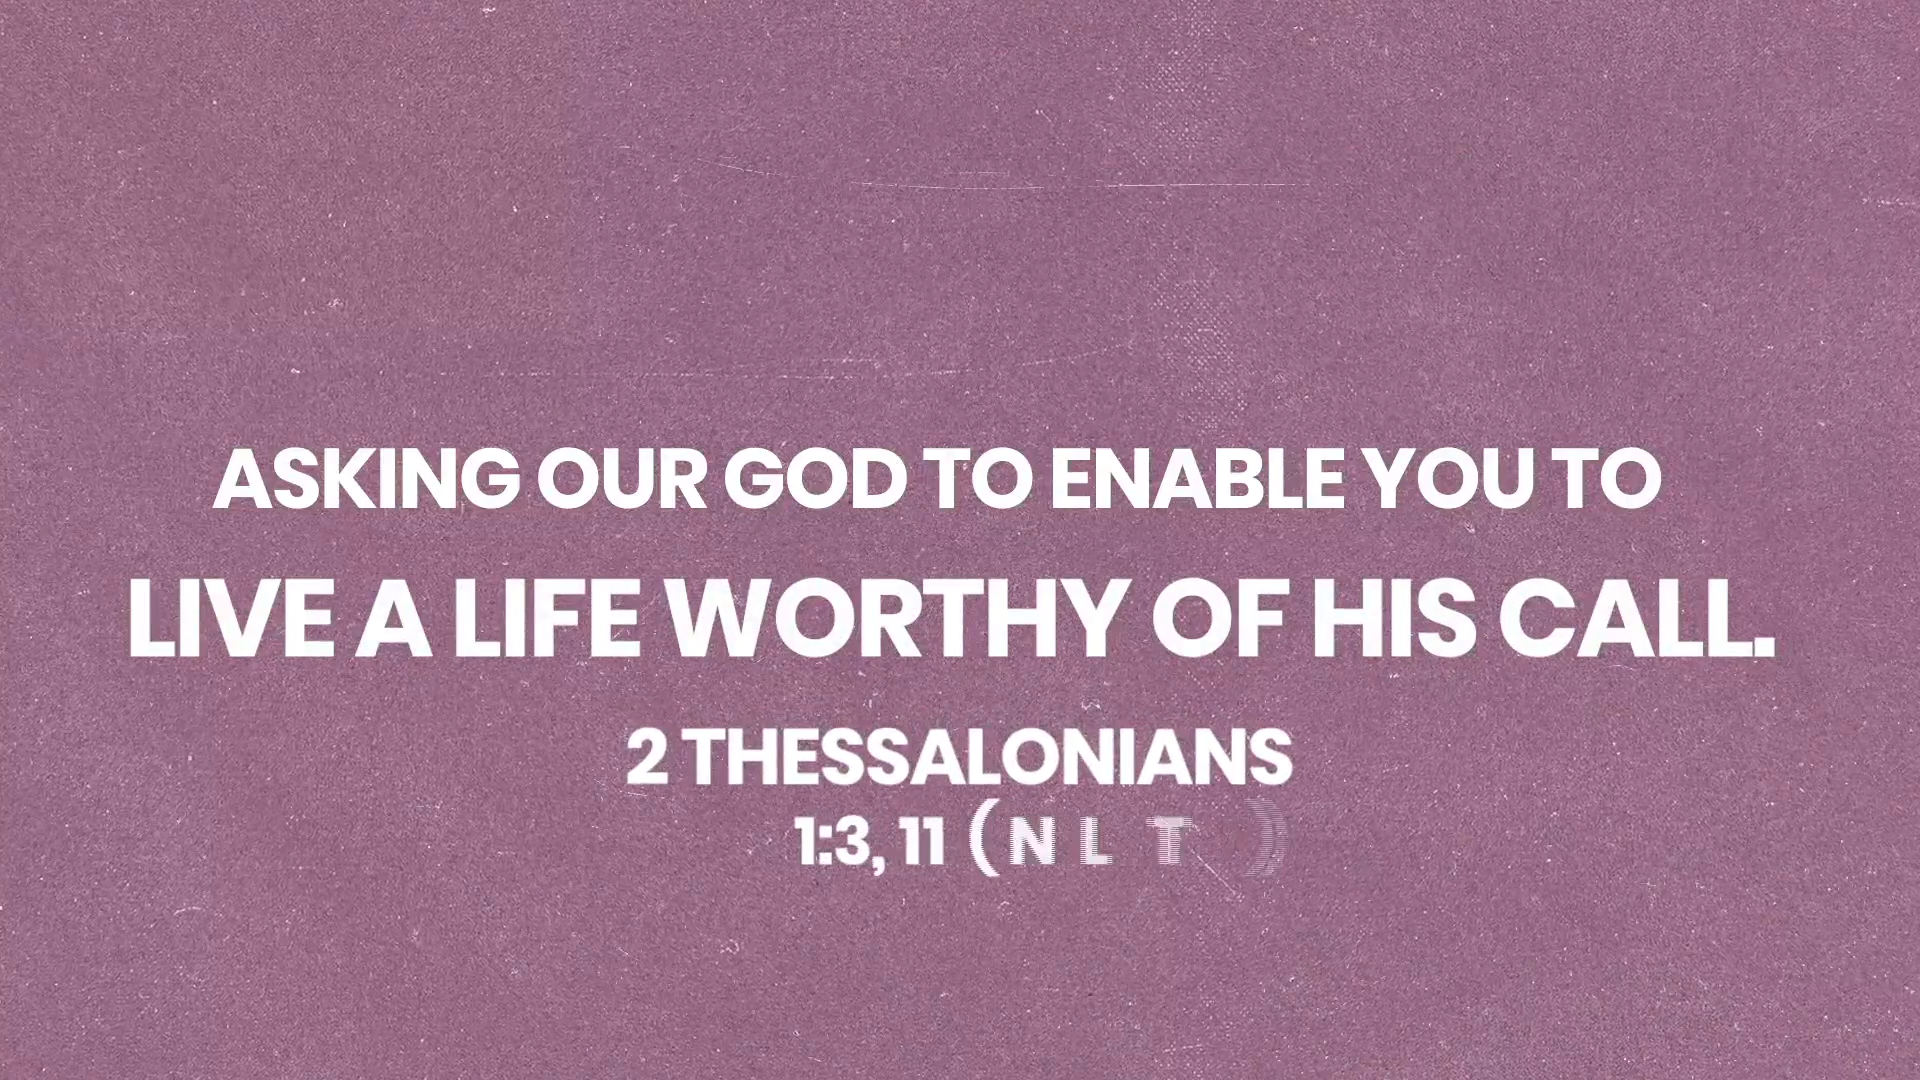 ASKING OUR GOD TO ENABLE YOU TO
LIVE A LIFE WORTHY OF HIS CALL.
2 THESSALONIANS
1:3, 11 (NLT)